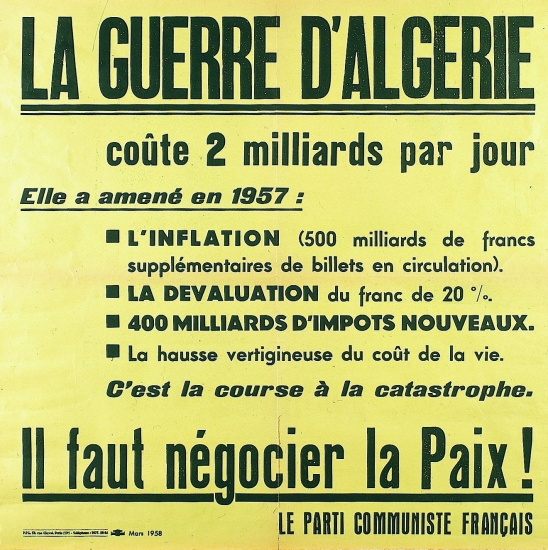 LA GUERRE D'ALGERIE
coûte 2 milliards par jour
Elle a amené en 1957 :
■ L'INFLATION (500 milliards de francs
supplémentaires de billets en circulation).
■ LA DEVALUATION du franc de 20 %.
■ 400 MILLIARDS D'IMPOTS NOUVEAUX.
■ La hausse vertigineuse du coût de la vie.
C'est la course à la catastrophe.
Il faut négocier la Paix !
LE PARTI COMMUNISTE FRANÇAIS
Mars 1958